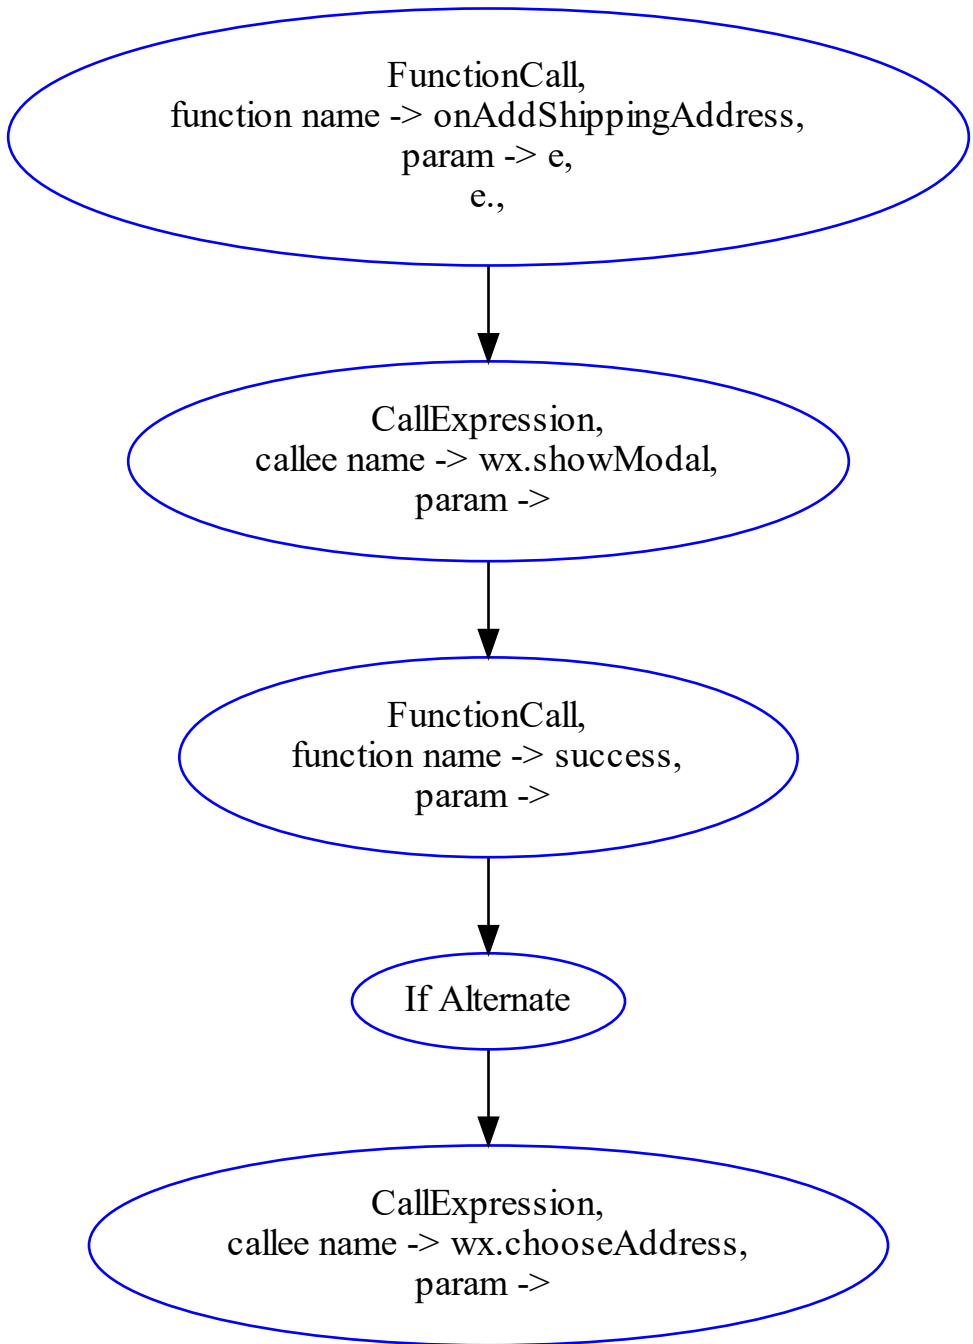 FunctionCall,
function name -> onAddShippingAddress,
param -> e,
e.,
CallExpression,
callee name -> wx.showModal,
param ->
FunctionCall,
function name -> success,
param ->
If Alternate
CallExpression,
callee name -> wx.chooseAddress,
param ->